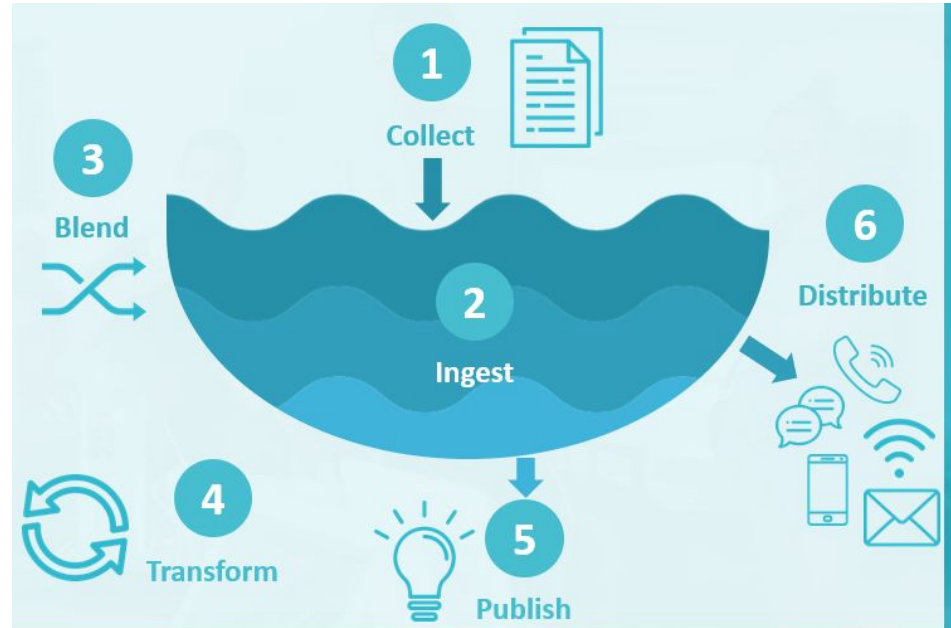 1
Collect
2
Ingest
3
Blend
4
Transform
5
Publish
6
Distribute